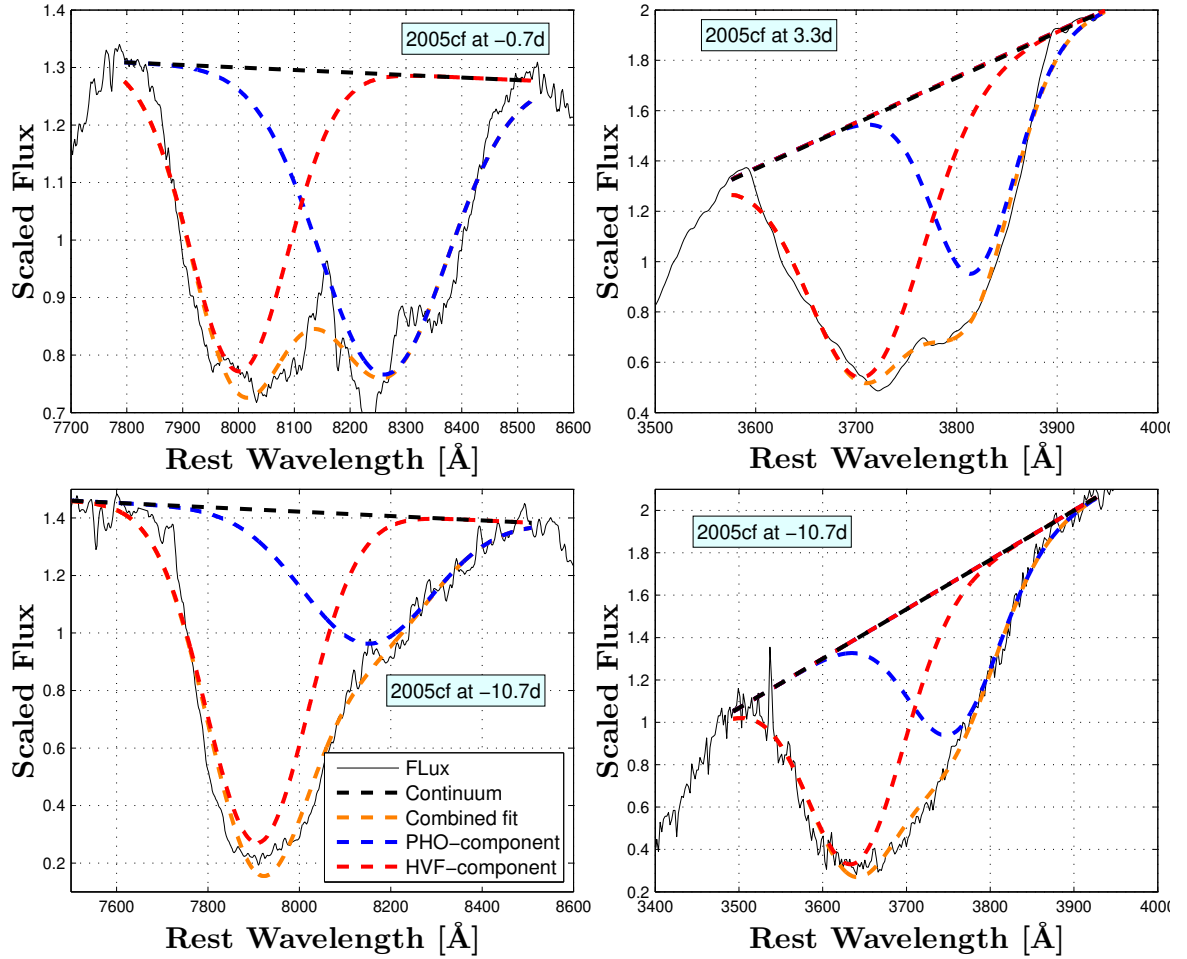 1.4
1.3
1.2
1.1
1
0.9
0.8
0.7
7700 7800 7900 8000 8100 8200 8300 8400 8500 8600
Scaled Flux
Rest Wavelength [Å]
2005cf at −0.7d
2
1.8
1.6
1.4
1.2
1
0.8
0.6
0.4
3500 3600 3700 3800 3900 4000
Scaled Flux
Rest Wavelength [Å]
2005cf at 3.3d
1.4
1.2
1
0.8
0.6
0.4
0.2
7600 7800 8000 8200 8400 8600
Scaled Flux
Rest Wavelength [Å]
2005cf at −10.7d
FLux
Continuum
Combined fit
PHO−component
HVF−component
2
1.8
1.6
1.4
1.2
1
0.8
0.6
0.4
0.2
3400 3500 3600 3700 3800 3900 4000
Scaled Flux
Rest Wavelength [Å]
2005cf at −10.7d